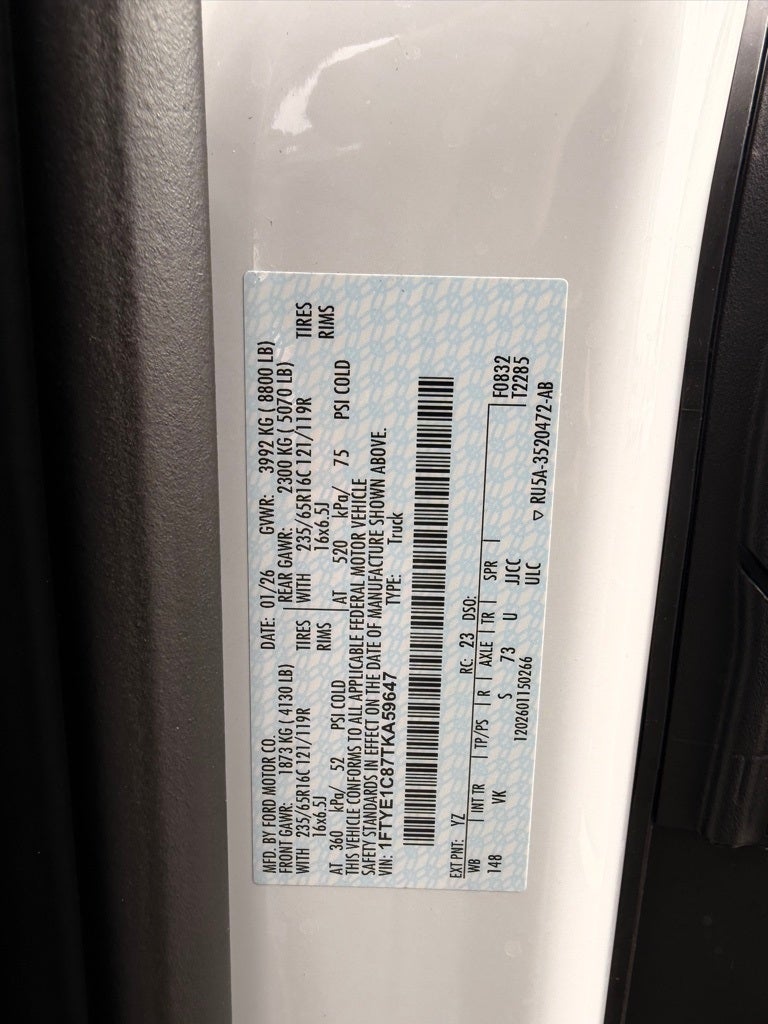 MFD. BY FORD MOTOR CO.
DATE: 01/26 GVWR: 3992 KG ( 8800 LB)
FRONT GAWR: 1873 KG ( 4130 LB)
REAR GAWR: 2300 KG ( 5070 LB)
WITH 235/65R16C 121/119R TIRES
WITH 235/65R16C 121/119R TIRES
16x6.5J RIMS
16x6.5J RIMS
AT 360 kPa/ 52 PSI COLD
AT 520 kPa/ 75 PSI COLD
THIS VEHICLE CONFORMS TO ALL APPLICABLE FEDERAL MOTOR VEHICLE
SAFETY STANDARDS IN EFFECT ON THE DATE OF MANUFACTURE SHOWN ABOVE.
VIN: 1FTYE1C87TKA59647 TYPE: Truck
EXT PNT: YZ RC: 23 DSO:
WB INT TR TP/PS R AXLE TR SPR F0832
148 VK S 73 U JJCC T2285
1202601150266 ULC ▽ RU5A-3520472-AB